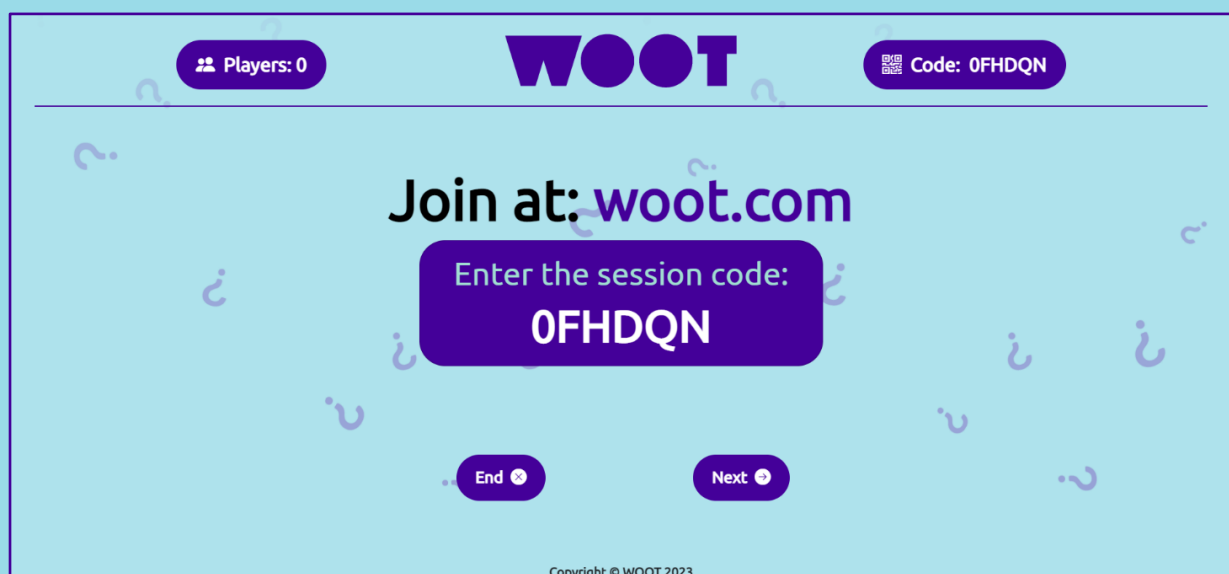 Players: 0
WOOT
Code: 0FHDQN
Join at: woot.com
Enter the session code:
0FHDQN
End
Next
Copyright © WOOT 2023